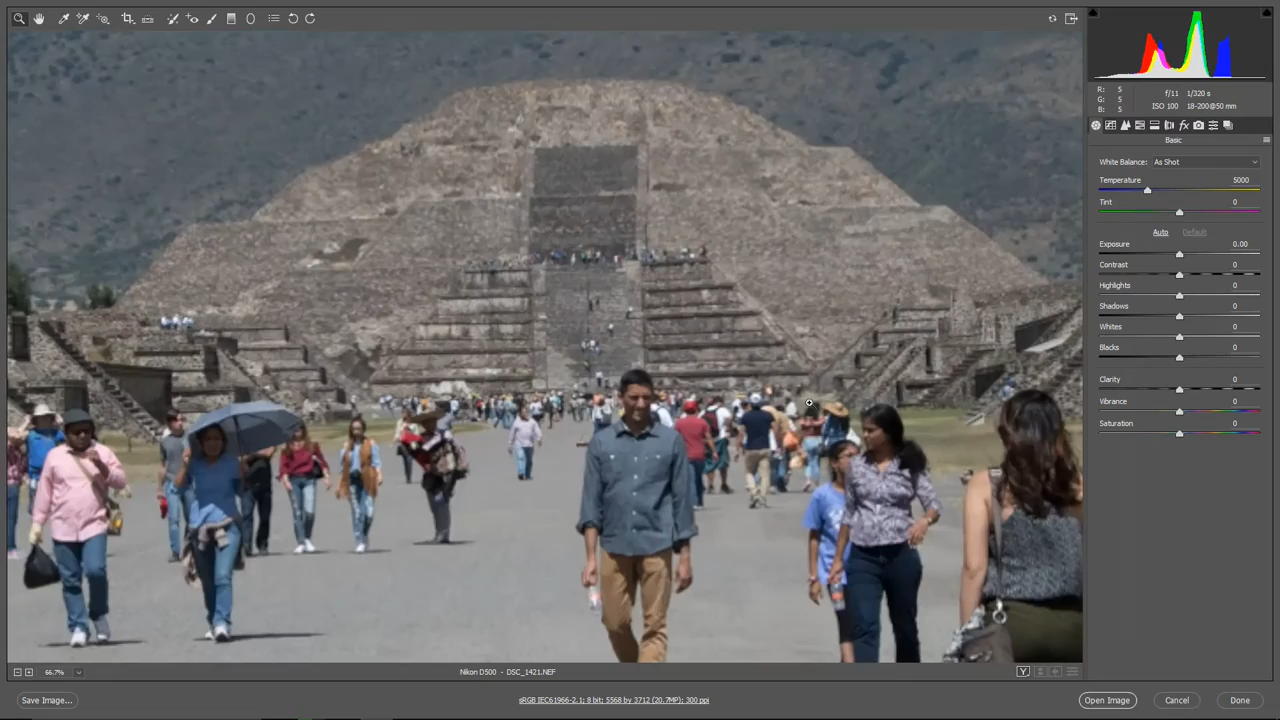 R: 5
G: 5
B: 5
f/11 1/320 s
ISO 100 18-200@50 mm
fx
Basic
White Balance: As Shot
Temperature 5000
Tint 0
Auto Default
Exposure 0.00
Contrast 0
Highlights 0
Shadows 0
Whites 0
Blacks 0
Clarity 0
Vibrance 0
Saturation 0
66.7% Nikon D500 - DSC_1421.NEF Y
Save Image... sRGB IEC61966-2.1; 8 bit; 5568 by 3712 (20.7MP); 300 ppi Open Image Cancel Done